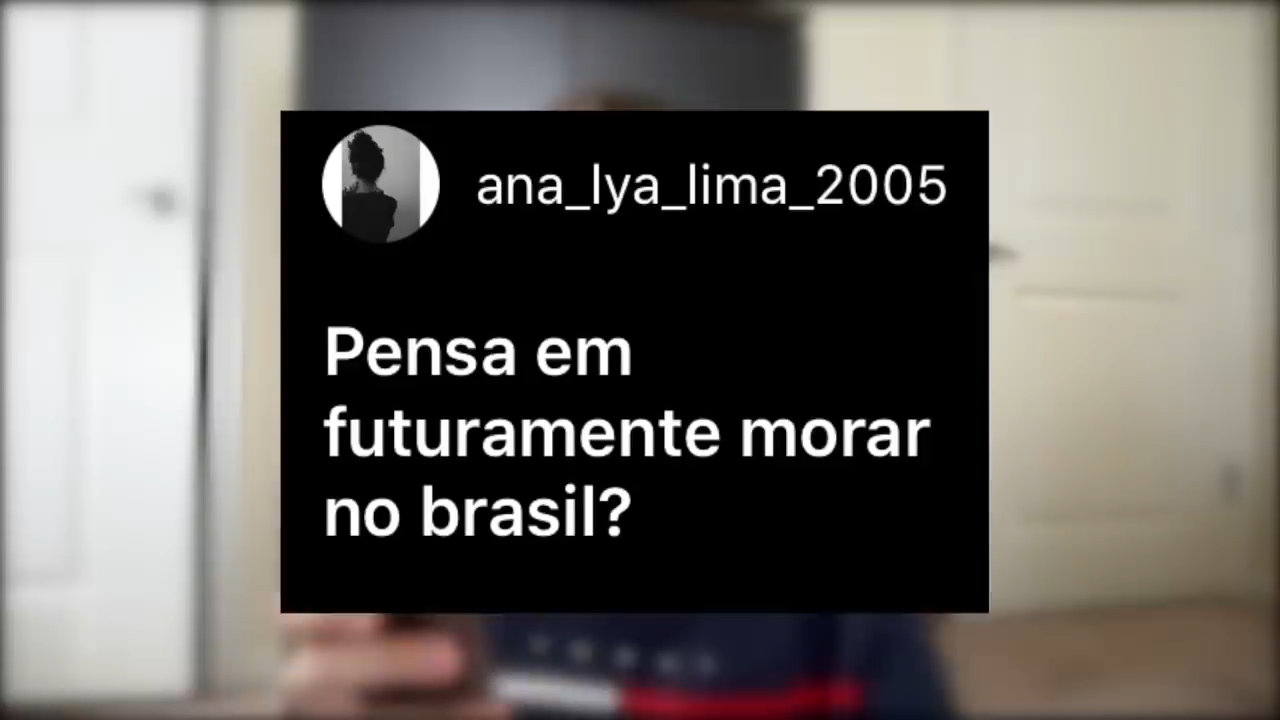 ana_lya_lima_2005
Pensa em
futuramente morar
no brasil?